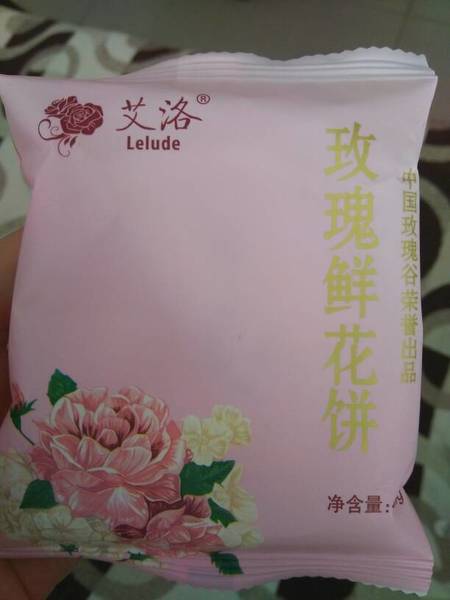 艾洛®
Lelude
玫瑰鲜花饼
中国玫瑰谷荣誉出品
净含量: